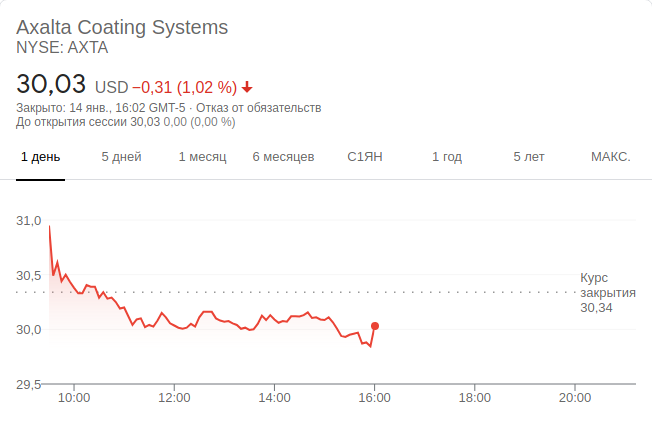 Axalta Coating Systems
NYSE: AXTA
30,03 USD −0,31 (1,02 %)
Закрыто: 14 янв., 16:02 GMT-5 · Отказ от обязательств
До открытия сессии 30,03 0,00 (0,00 %)
1 день 5 дней 1 месяц 6 месяцев С1ЯН 1 год 5 лет МАКС.
31,0
30,5
Курс
закрытия
30,34
30,0
29,5
10:00 12:00 14:00 16:00 18:00 20:00